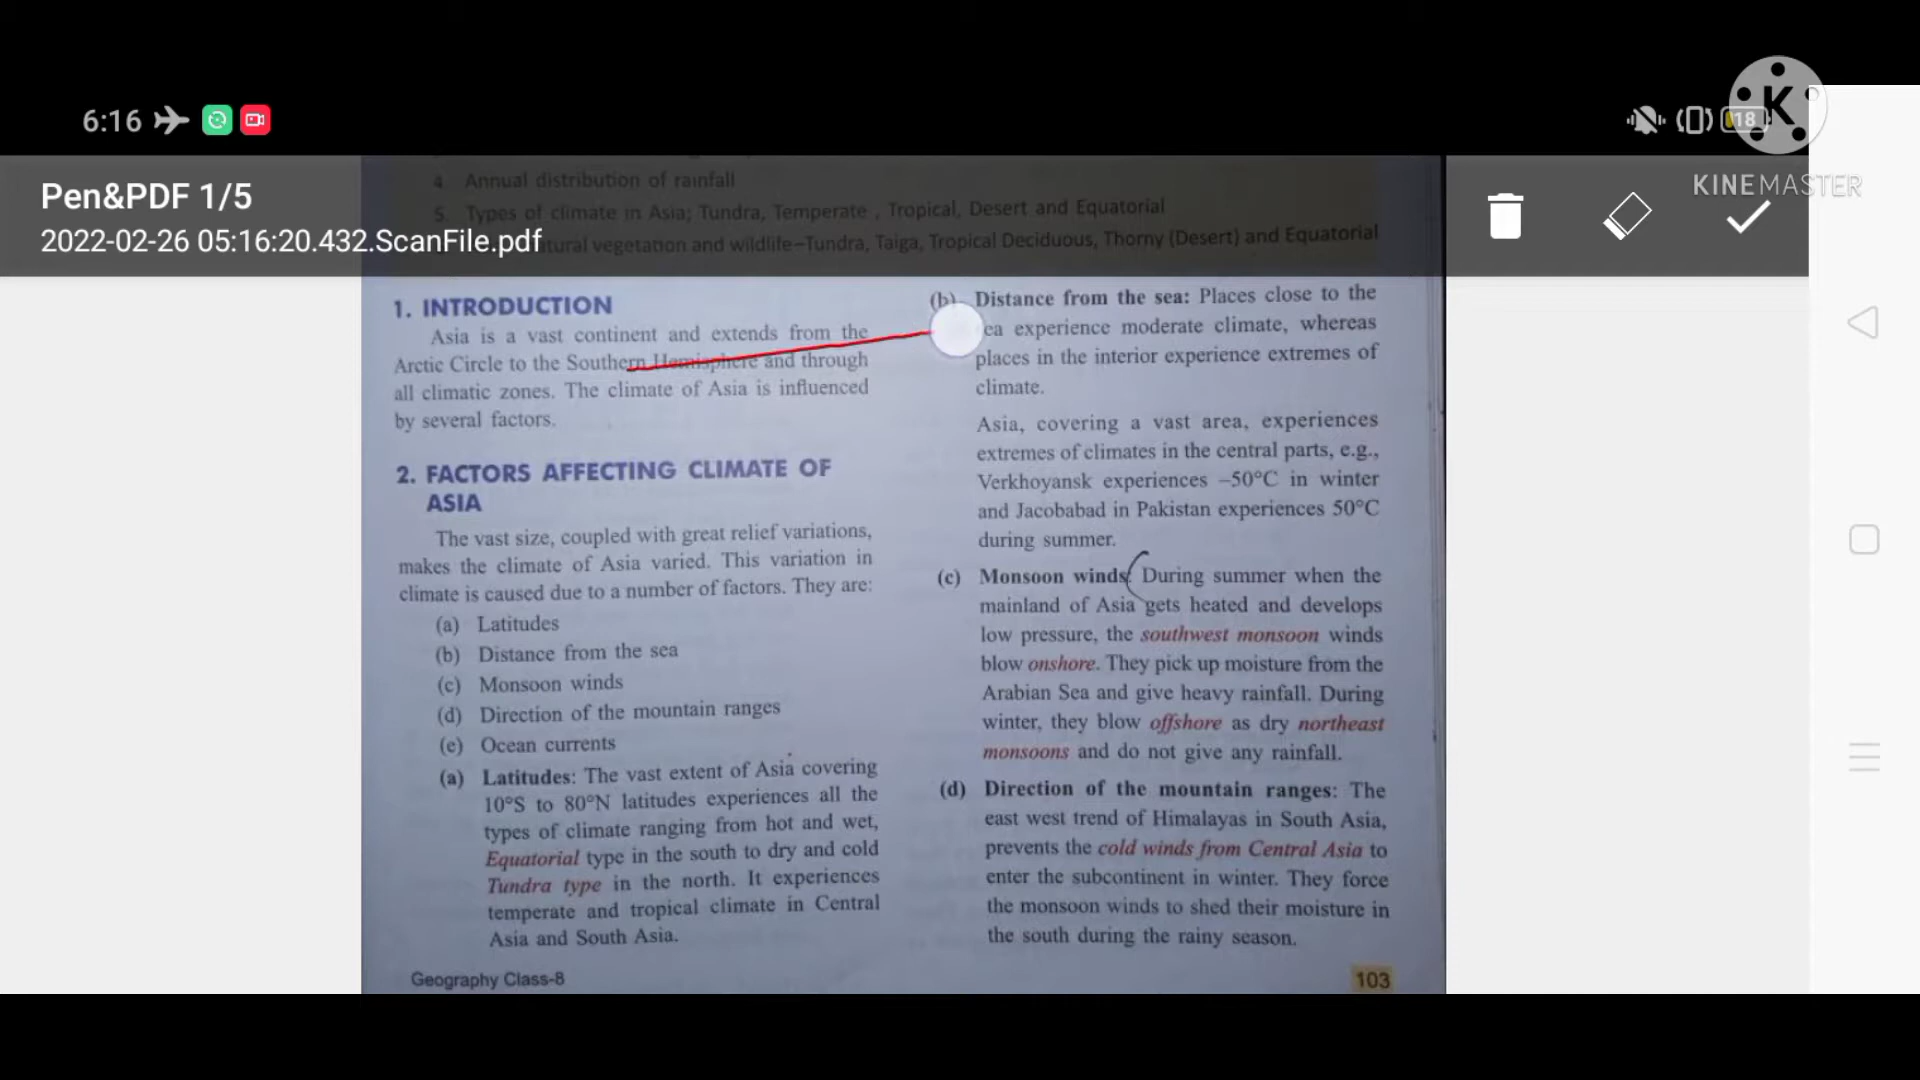 6:16
18
KINEMASTER
Pen&PDF 1/5
2022-02-26 05:16:20.432.ScanFile.pdf
4. Annual distribution of rainfall
5. Types of climate in Asia; Tundra, Temperate , Tropical, Desert and Equatorial
vegetation and wildlife–Tundra, Taiga, Tropical Deciduous, Thorny (Desert) and Equatorial
1. INTRODUCTION
Asia is a vast continent and extends from the
Arctic Circle to the Southern Hemisphere and through
all climatic zones. The climate of Asia is influenced
by several factors.
2. FACTORS AFFECTING CLIMATE OF
ASIA
The vast size, coupled with great relief variations,
makes the climate of Asia varied. This variation in
climate is caused due to a number of factors. They are:
(a) Latitudes
(b) Distance from the sea
(c) Monsoon winds
(d) Direction of the mountain ranges
(e) Ocean currents
(a) Latitudes: The vast extent of Asia covering
10°S to 80°N latitudes experiences all the
types of climate ranging from hot and wet,
Equatorial type in the south to dry and cold
Tundra type in the north. It experiences
temperate and tropical climate in Central
Asia and South Asia.
(b) Distance from the sea: Places close to the
experience moderate climate, whereas
places in the interior experience extremes of
climate.
Asia, covering a vast area, experiences
extremes of climates in the central parts, e.g.,
Verkhoyansk experiences –50°C in winter
and Jacobabad in Pakistan experiences 50°C
during summer.
(c) Monsoon winds: During summer when the
mainland of Asia gets heated and develops
low pressure, the southwest monsoon winds
blow onshore. They pick up moisture from the
Arabian Sea and give heavy rainfall. During
winter, they blow offshore as dry northeast
monsoons and do not give any rainfall.
(d) Direction of the mountain ranges: The
east west trend of Himalayas in South Asia,
prevents the cold winds from Central Asia to
enter the subcontinent in winter. They force
the monsoon winds to shed their moisture in
the south during the rainy season.
Geography Class-8
103